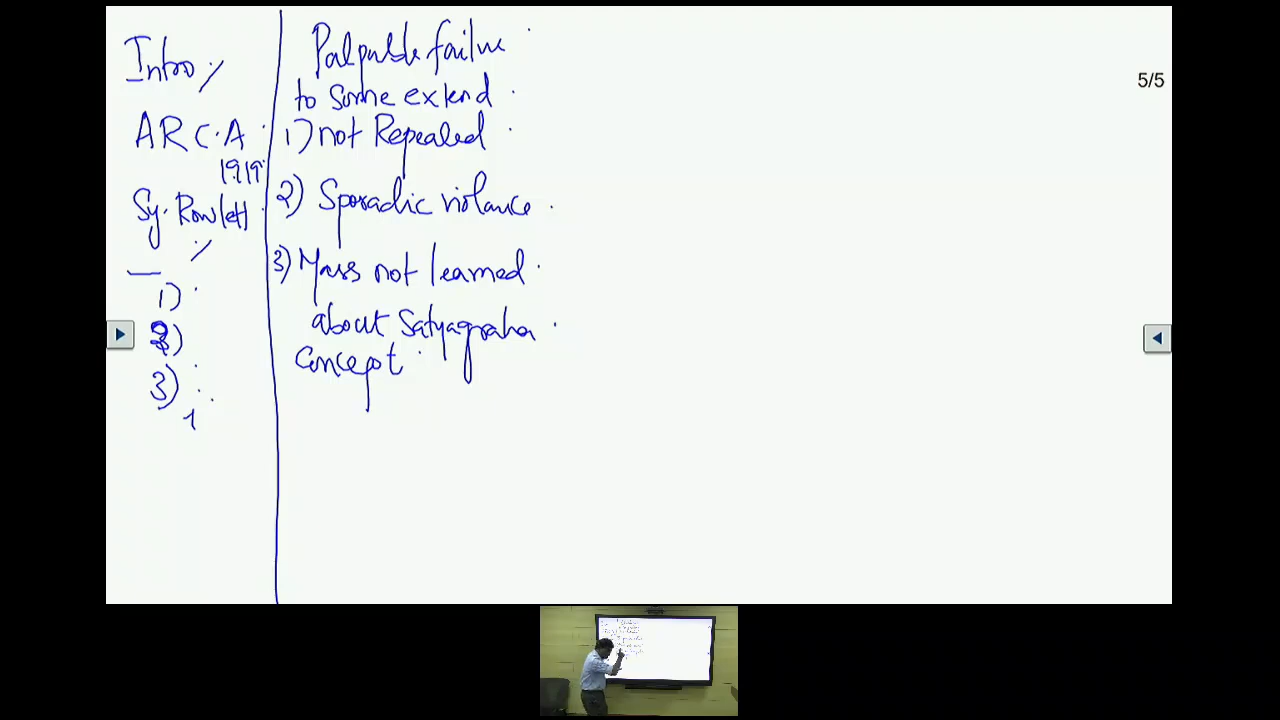 Intro :/
A R C. A
1919
Sy. Rowlett
1)
2)
3)
Palpable failure
to some extend
1) not Repealed
2) Sporadic violance
3) Mass not learned
about Satyagraha
concept
5/5